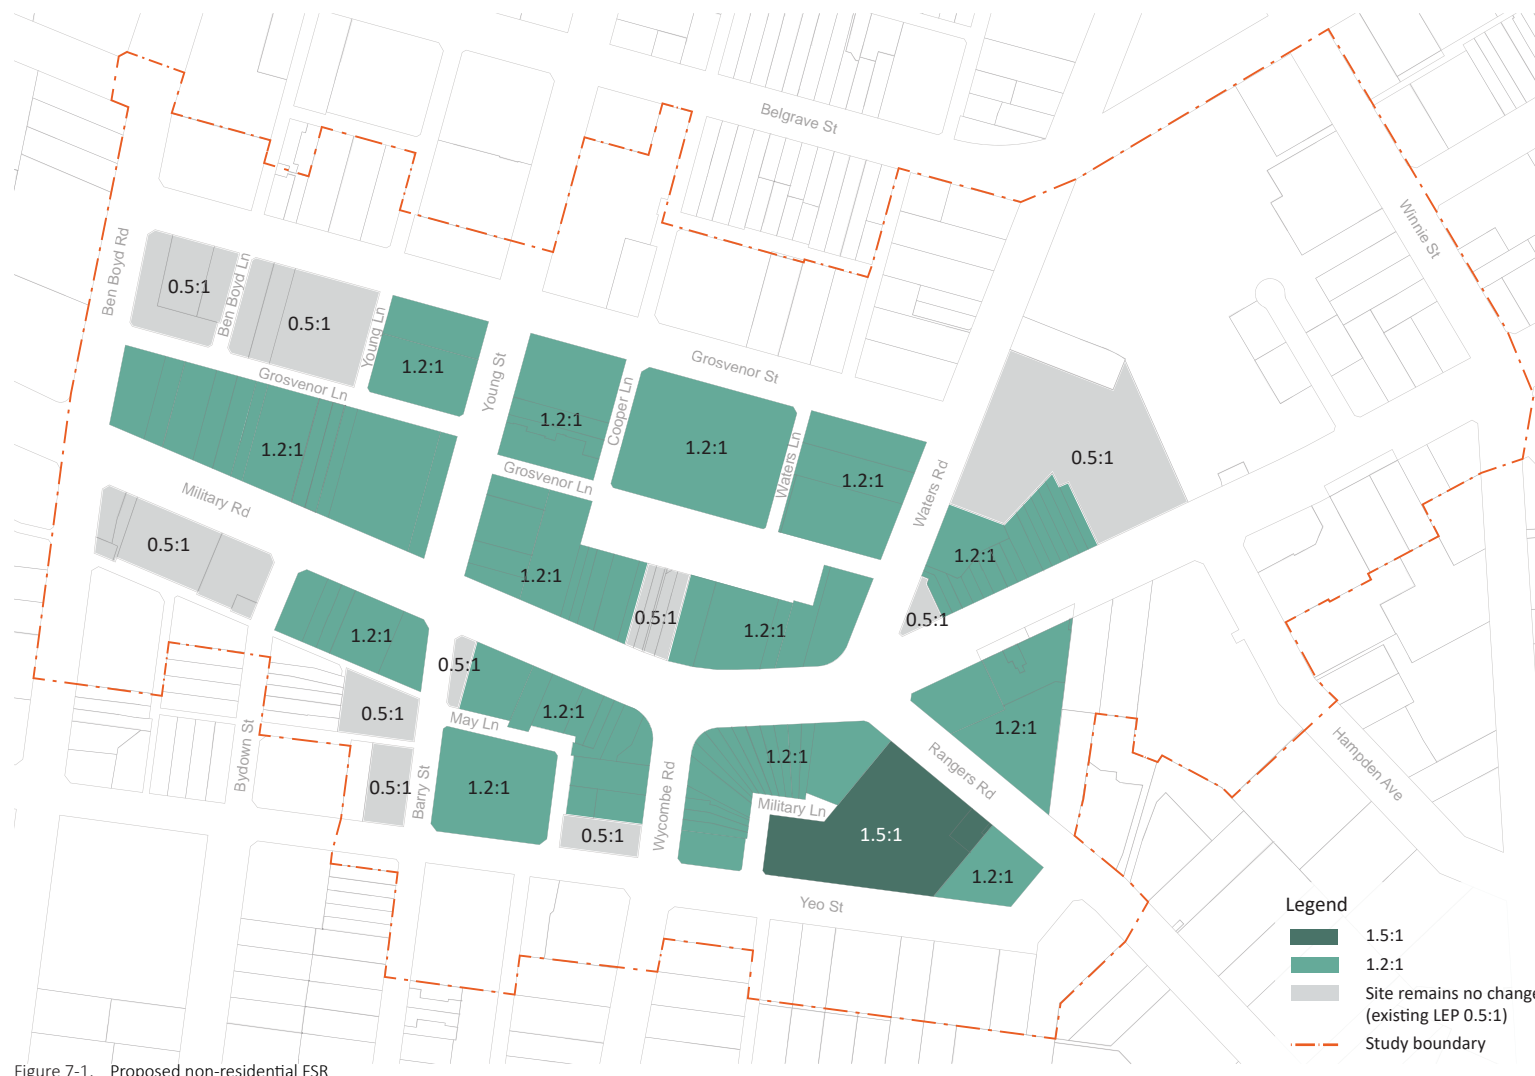 Belgrave St
Winnie St
Ben Boyd Rd
0.5:1
Ben Boyd Ln
0.5:1
Young Ln
1.2:1
Young St
Grosvenor Ln
1.2:1
1.2:1
Cooper Ln
Grosvenor St
1.2:1
Waters Ln
1.2:1
Waters Rd
0.5:1
Grosvenor Ln
Military Rd
0.5:1
1.2:1
1.2:1
0.5:1
1.2:1
1.2:1
0.5:1
0.5:1
1.2:1
0.5:1
May Ln
1.2:1
1.2:1
Rangers Rd
Hampden Ave
Bydown St
0.5:1
Barry St
1.2:1
Wycombe Rd
1.2:1
Military Ln
0.5:1
1.5:1
1.2:1
Yeo St
Legend
1.5:1
1.2:1
Site remains no change
(existing LEP 0.5:1)
Study boundary
Figure 7-1. Proposed non-residential FSR